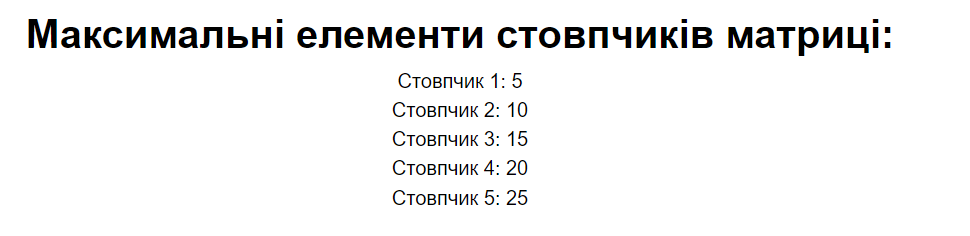 Максимальні елементи стовпчиків матриці:
Стовпчик 1: 5
Стовпчик 2: 10
Стовпчик 3: 15
Стовпчик 4: 20
Стовпчик 5: 25